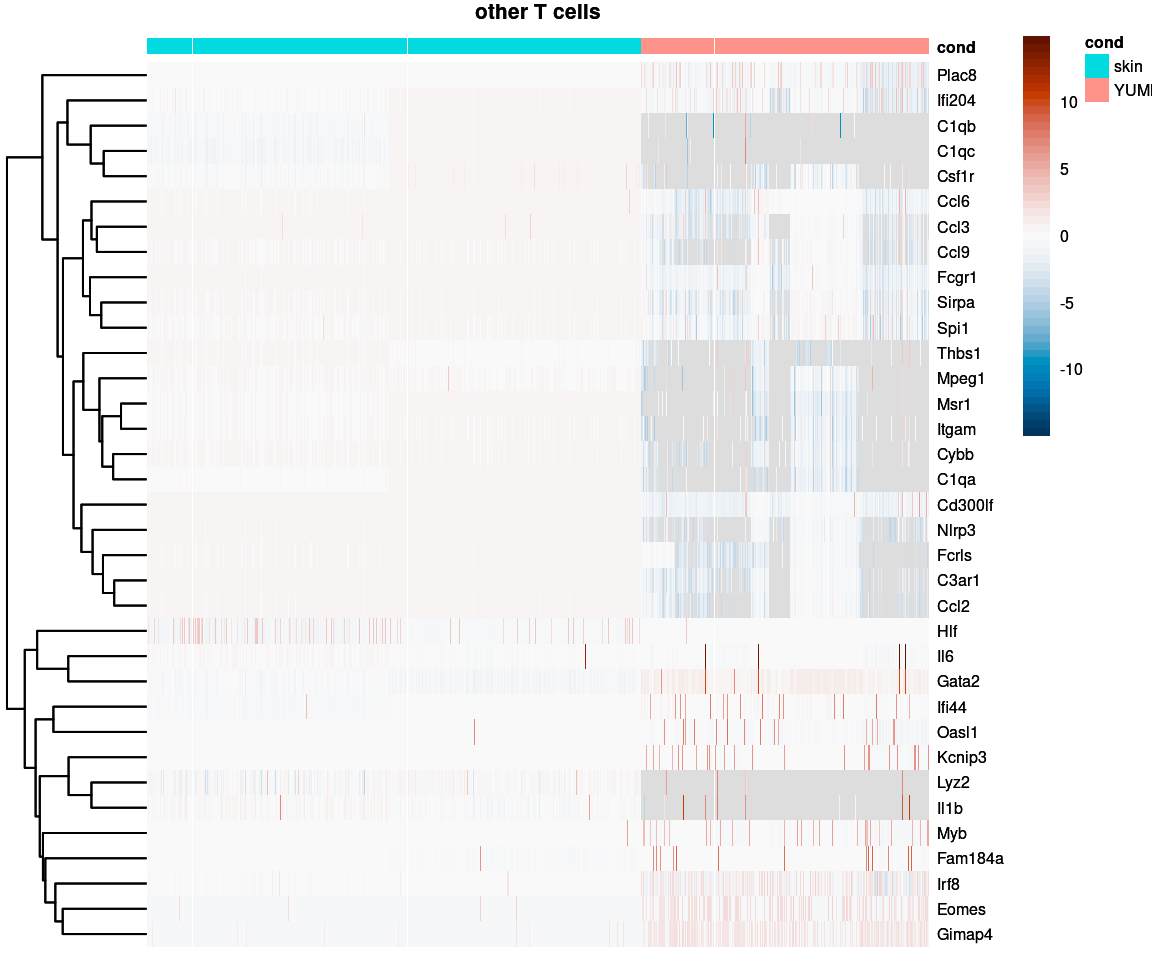 other T cells
cond
Plac8
Ifi204
C1qb
C1qc
Csf1r
Ccl6
Ccl3
Ccl9
Fcgr1
Sirpa
Spi1
Thbs1
Mpeg1
Msr1
Itgam
Cybb
C1qa
Cd300lf
Nlrp3
Fcrls
C3ar1
Ccl2
Hlf
Il6
Gata2
Ifi44
Oasl1
Kcnip3
Lyz2
Il1b
Myb
Fam184a
Irf8
Eomes
Gimap4
10
5
0
-5
-10
cond
skin
YUM